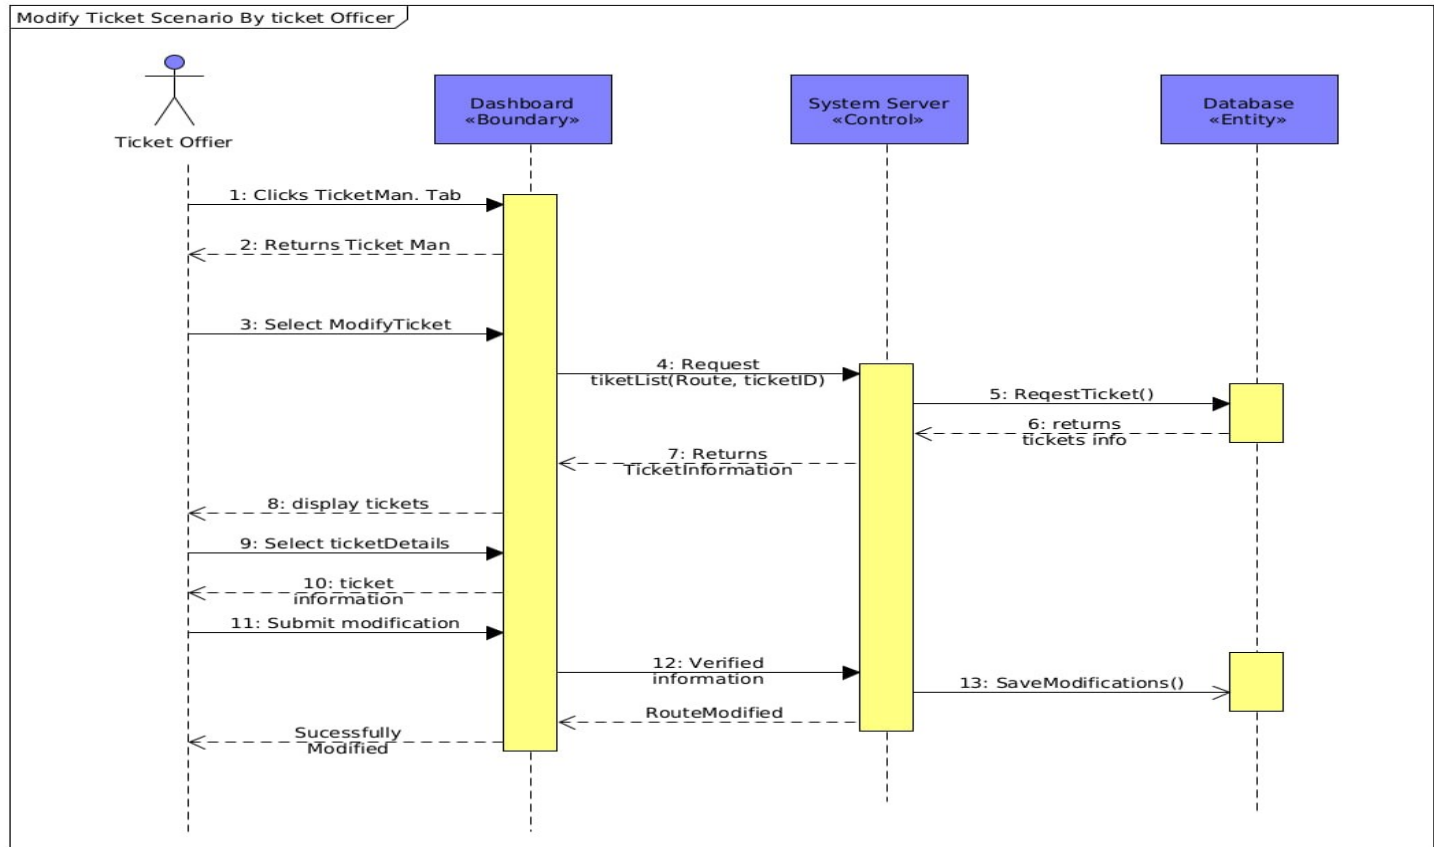 Modify Ticket Scenario By ticket Officer
Ticket Offier
Dashboard
«Boundary»
System Server
«Control»
Database
«Entity»
1: Clicks TicketMan. Tab
2: Returns Ticket Man
3: Select ModifyTicket
4: Request
tiketList(Route, ticketID)
5: ReqestTicket()
6: returns
tickets info
7: Returns
TicketInformation
8: display tickets
9: Select ticketDetails
10: ticket
information
11: Submit modification
12: Verified
information
13: SaveModifications()
RouteModified
Sucessfully
Modified